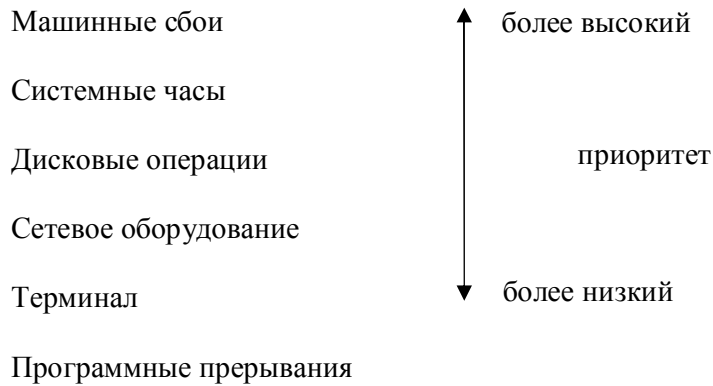 Машинные сбои
более высокий
Системные часы
Дисковые операции
приоритет
Сетевое оборудование
Терминал
более низкий
Программные прерывания